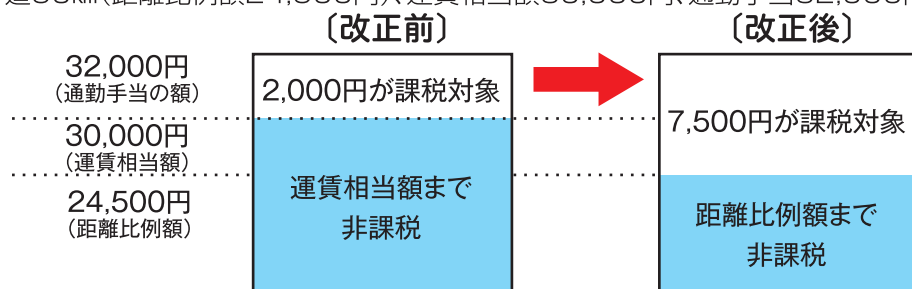 〔改正前〕
〔改正後〕
32,000円
（通勤手当の額）
2,000円が課税対象
30,000円
（運賃相当額）
7,500円が課税対象
24,500円
（距離比例額）
運賃相当額まで
非課税
距離比例額まで
非課税